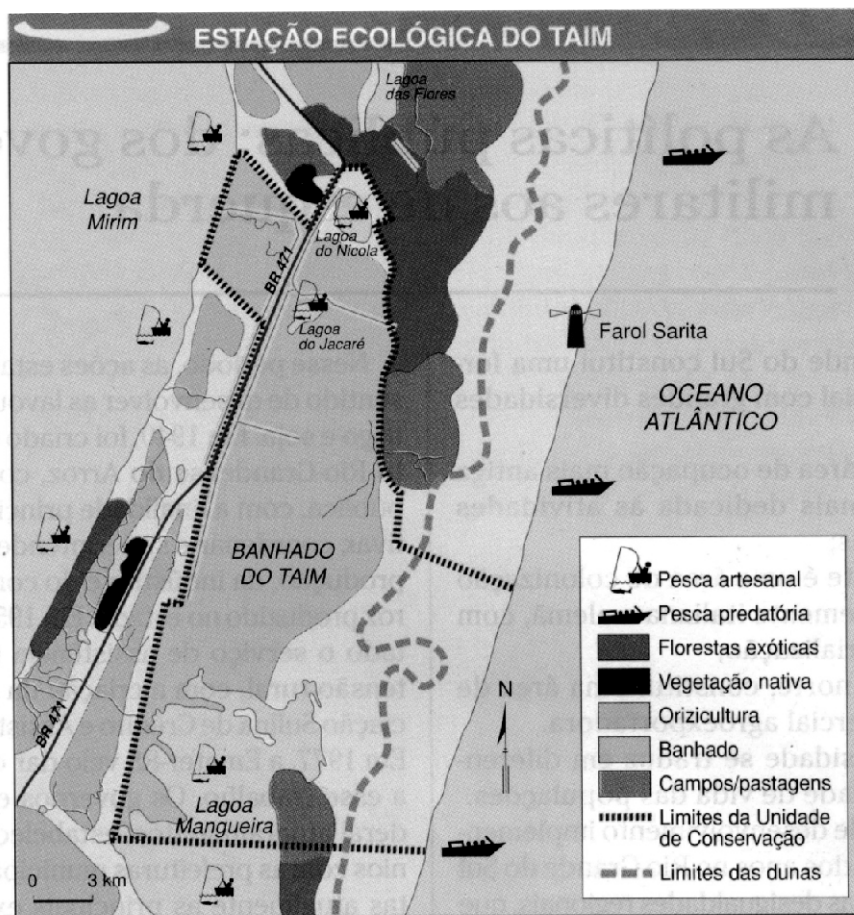 ESTAÇÃO ECOLÓGICA DO TAIM
Lagoa
das Flores
Lagoa
Mirim
Lagoa
do Nicola
BR 471
Lagoa
do Jacaré
Farol Sarita
OCEANO
ATLÂNTICO
BANHADO
DO TAIM
BR 471
Lagoa
Mangueira
N
0 3 km
Pesca artesanal
Pesca predatória
Florestas exóticas
Vegetação nativa
Orizicultura
Banhado
Campos/pastagens
Limites da Unidade
de Conservação
Limites das dunas